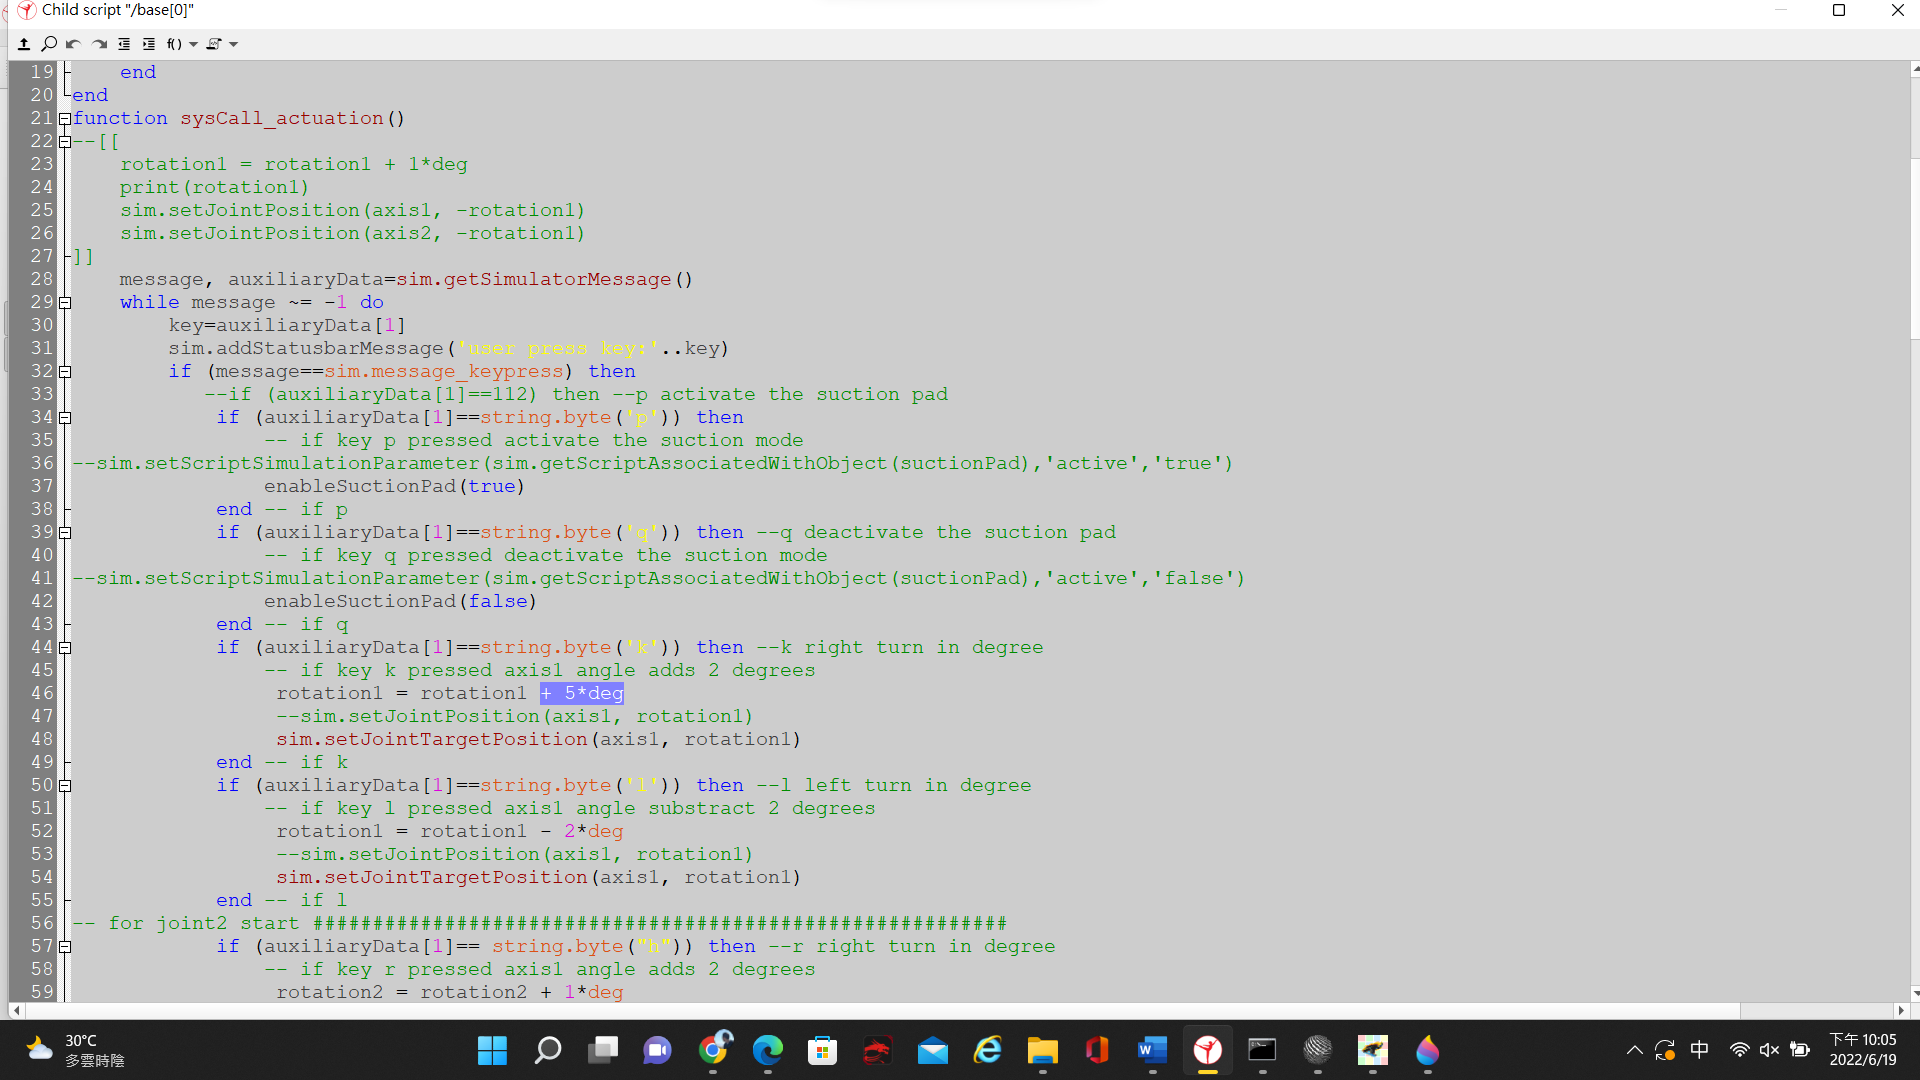 Child script "/base[0]"
f()
19 end
20 end
21 function sysCall_actuation()
22 --[[
23 rotation1 = rotation1 + 1*deg
24 print(rotation1)
25 sim.setJointPosition(axis1, -rotation1)
26 sim.setJointPosition(axis2, -rotation1)
27 ]]
28 message, auxiliaryData=sim.getSimulatorMessage()
29 while message ~= -1 do
30 key=auxiliaryData[1]
31 sim.addStatusbarMessage('user press key:'..key)
32 if (message==sim.message_keypress) then
33 --if (auxiliaryData[1]==112) then --p activate the suction pad
34 if (auxiliaryData[1]==string.byte('p')) then
35 -- if key p pressed activate the suction mode
36 --sim.setScriptSimulationParameter(sim.getScriptAssociatedWithObject(suctionPad),'active','true')
37 enableSuctionPad(true)
38 end -- if p
39 if (auxiliaryData[1]==string.byte('q')) then --q deactivate the suction pad
40 -- if key q pressed deactivate the suction mode
41 --sim.setScriptSimulationParameter(sim.getScriptAssociatedWithObject(suctionPad),'active','false')
42 enableSuctionPad(false)
43 end -- if q
44 if (auxiliaryData[1]==string.byte('k')) then --k right turn in degree
45 -- if key k pressed axis1 angle adds 2 degrees
46 rotation1 = rotation1 + 5*deg
47 --sim.setJointPosition(axis1, rotation1)
48 sim.setJointTargetPosition(axis1, rotation1)
49 end -- if k
50 if (auxiliaryData[1]==string.byte('l')) then --l left turn in degree
51 -- if key l pressed axis1 angle substract 2 degrees
52 rotation1 = rotation1 - 2*deg
53 --sim.setJointPosition(axis1, rotation1)
54 sim.setJointTargetPosition(axis1, rotation1)
55 end -- if l
56 -- for joint2 start ##########################################################
57 if (auxiliaryData[1]== string.byte("h")) then --r right turn in degree
58 -- if key r pressed axis1 angle adds 2 degrees
59 rotation2 = rotation2 + 1*deg
30°C
多雲時陰
中
下午 10:05
2022/6/19